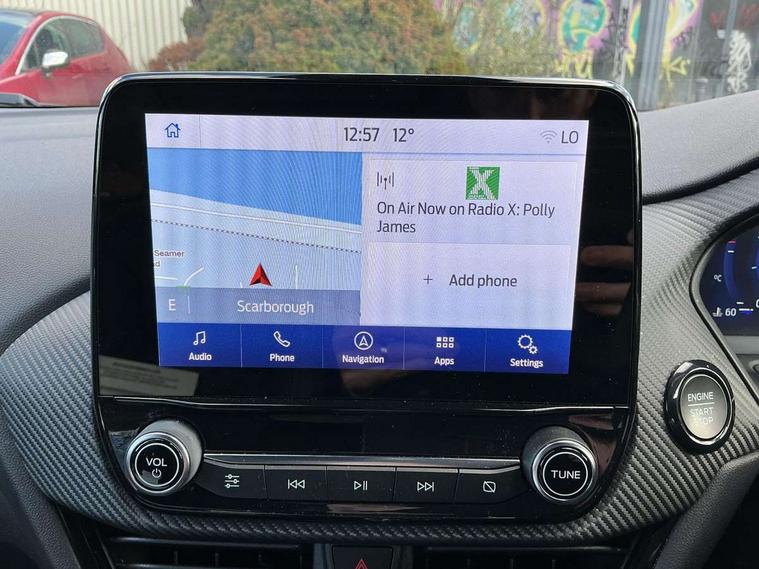 12:57 12° LO
X
On Air Now on Radio X: Polly
James
Seamer
d
+ Add phone
E Scarborough
Audio Phone Navigation Apps Settings
°C
60
ENGINE
START
STOP
VOL
TUNE